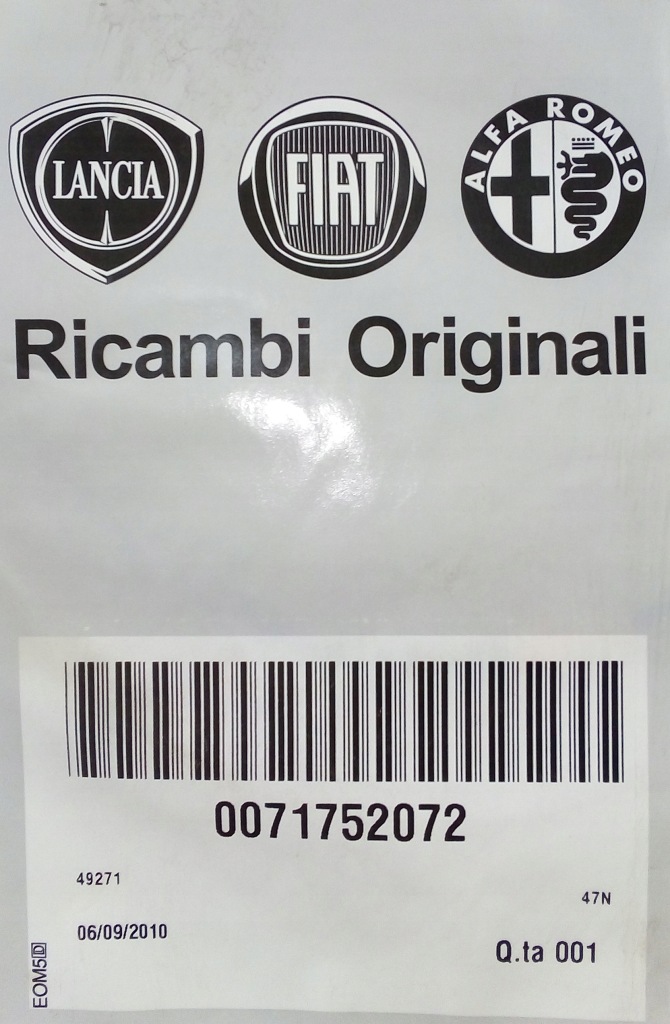 LANCIA
FIAT
ALFA ROMEO
Ricambi Originali
0071752072
49271
47N
06/09/2010
Q.ta 001
EOM5D